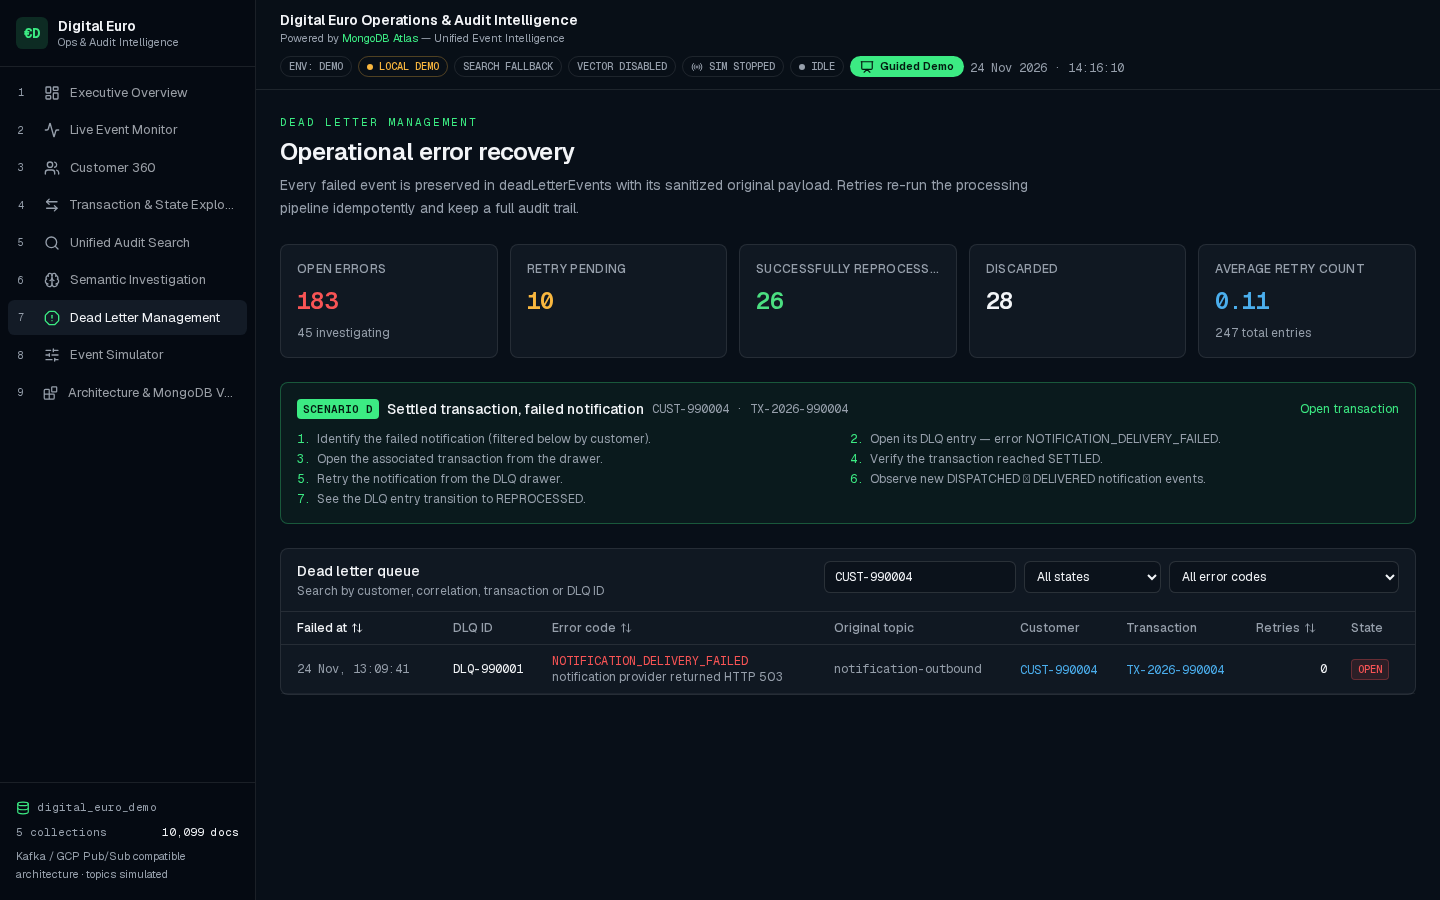 €D
Digital Euro
Ops & Audit Intelligence
1 Executive Overview
2 Live Event Monitor
3 Customer 360
4 Transaction & State Explo...
5 Unified Audit Search
6 Semantic Investigation
7 Dead Letter Management
8 Event Simulator
9 Architecture & MongoDB V...
digital_euro_demo
5 collections 10,099 docs
Kafka / GCP Pub/Sub compatible
architecture · topics simulated
Digital Euro Operations & Audit Intelligence
Powered by MongoDB Atlas — Unified Event Intelligence
ENV: DEMO LOCAL DEMO SEARCH FALLBACK VECTOR DISABLED SIM STOPPED IDLE Guided Demo 24 Nov 2026 · 14:16:10
DEAD LETTER MANAGEMENT
Operational error recovery
Every failed event is preserved in deadLetterEvents with its sanitized original payload. Retries re-run the processing
pipeline idempotently and keep a full audit trail.
OPEN ERRORS
183
45 investigating
RETRY PENDING
10
SUCCESSFULLY REPROCESS...
26
DISCARDED
28
AVERAGE RETRY COUNT
0.11
247 total entries
SCENARIO D Settled transaction, failed notification CUST-990004 · TX-2026-990004 Open transaction
1. Identify the failed notification (filtered below by customer).
2. Open its DLQ entry — error NOTIFICATION_DELIVERY_FAILED.
3. Open the associated transaction from the drawer.
4. Verify the transaction reached SETTLED.
5. Retry the notification from the DLQ drawer.
6. Observe new DISPATCHED DELIVERED notification events.
7. See the DLQ entry transition to REPROCESSED.
Dead letter queue
Search by customer, correlation, transaction or DLQ ID
CUST-990004 All states All error codes
Failed at DLQ ID Error code Original topic Customer Transaction Retries State
24 Nov, 13:09:41 DLQ-990001 NOTIFICATION_DELIVERY_FAILED notification-outbound CUST-990004 TX-2026-990004 0 OPEN
notification provider returned HTTP 503